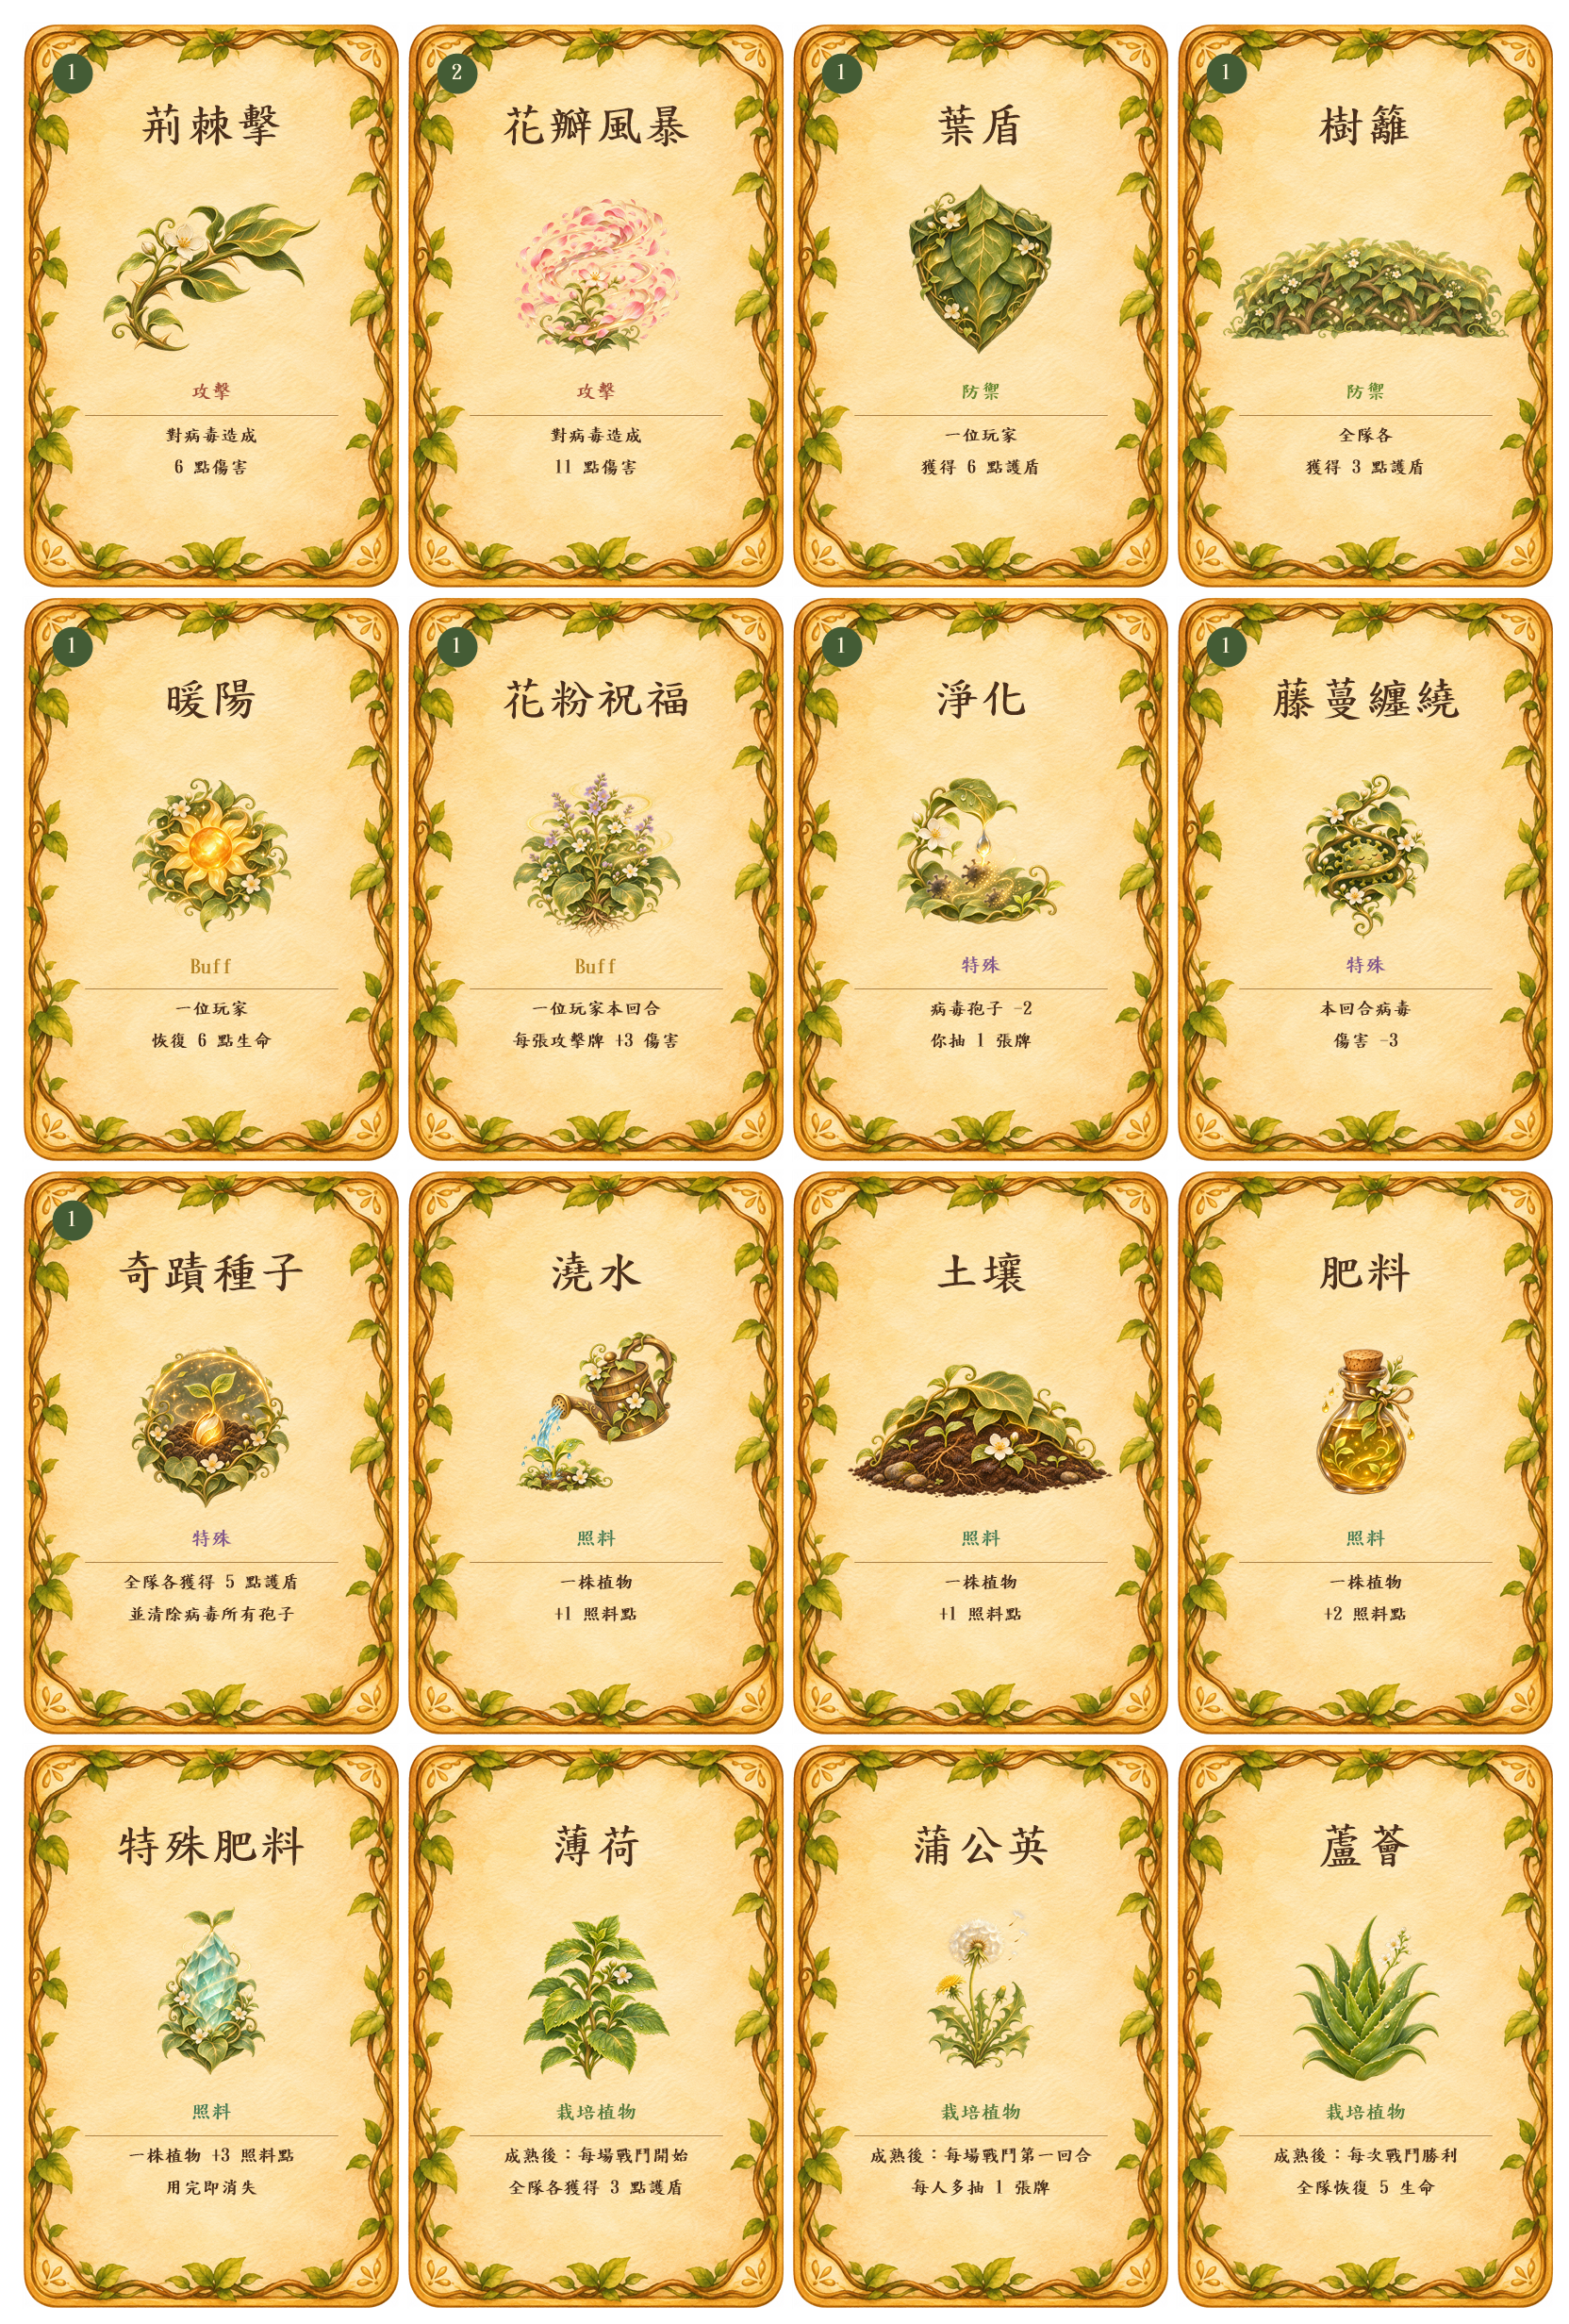 1
荊棘擊
攻擊
對病毒造成
6 點傷害
2
花瓣風暴
攻擊
對病毒造成
11 點傷害
1
葉盾
防禦
一位玩家
獲得 6 點護盾
1
樹籬
防禦
全隊各
獲得 3 點護盾
1
暖陽
Buff
一位玩家
恢復 6 點生命
1
花粉祝福
Buff
一位玩家本回合
每張攻擊牌 +3 傷害
1
淨化
特殊
病毒孢子 -2
你抽 1 張牌
1
藤蔓纏繞
特殊
本回合病毒
傷害 -3
1
奇蹟種子
特殊
全隊各獲得 5 點護盾
並清除病毒所有孢子
澆水
照料
一株植物
+1 照料點
土壤
照料
一株植物
+1 照料點
肥料
照料
一株植物
+2 照料點
特殊肥料
照料
一株植物 +3 照料點
用完即消失
薄荷
栽培植物
成熟後：每場戰鬥開始
全隊各獲得 3 點護盾
蒲公英
栽培植物
成熟後：每場戰鬥第一回合
每人多抽 1 張牌
蘆薈
栽培植物
成熟後：每次戰鬥勝利
全隊恢復 5 生命